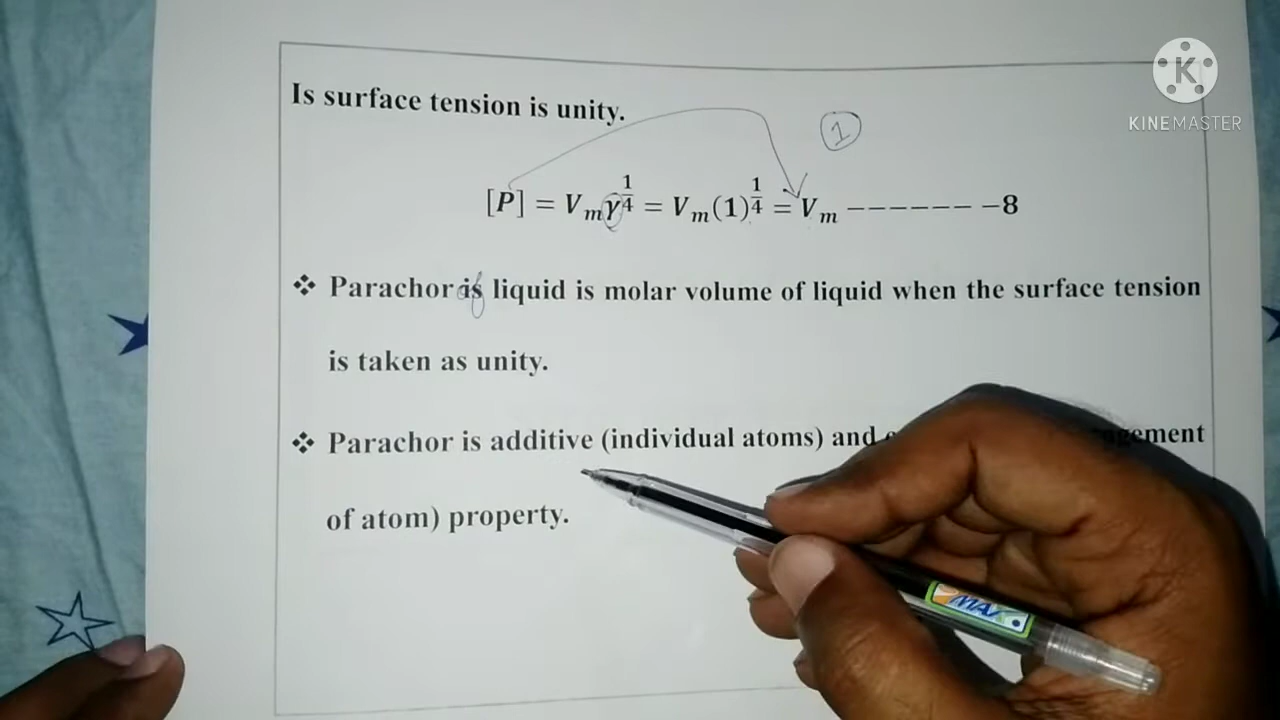 Is surface tension is unity.
1
[P] = V_m γ^{1/4} = V_m (1)^{1/4} = V_m ------- -8
❖ Parachor is liquid is molar volume of liquid when the surface tension
is taken as unity.
❖ Parachor is additive (individual atoms) and
of atom) property.
K
KINEMASTER